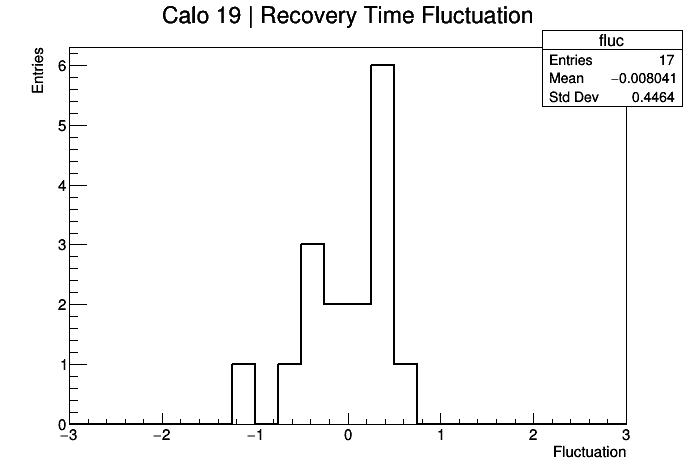 Calo 19 | Recovery Time Fluctuation
fluc
Entries 17
Mean −0.008041
Std Dev 0.4464
Entries
6
5
4
3
2
1
0
−3 −2 −1 0 1 2 3
Fluctuation